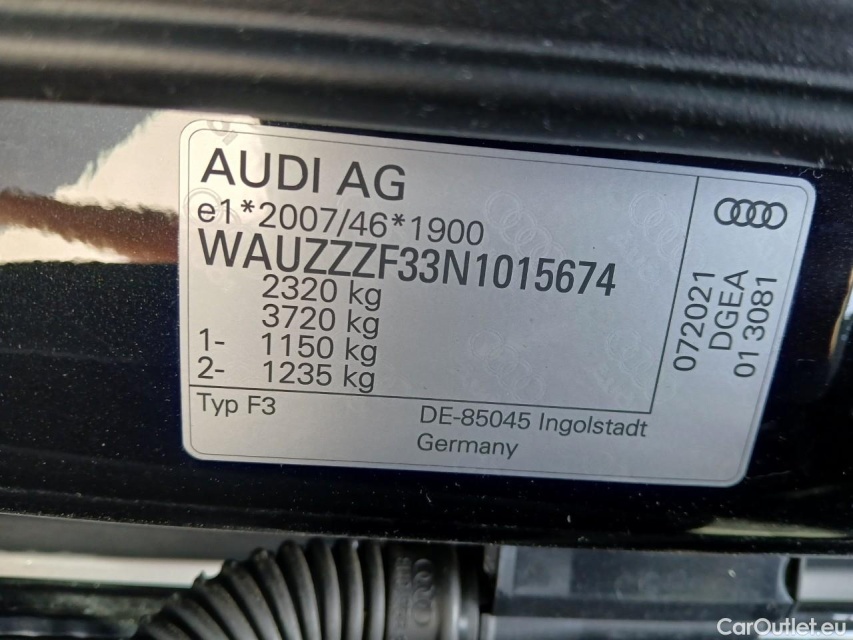 AUDI AG
e1*2007/46*1900
WAUZZZF33N1015674
2320 kg
3720 kg
1- 1150 kg
2- 1235 kg
Typ F3
DE-85045 Ingolstadt
Germany
072021
DGEA
01 3081
CarOutlet.eu